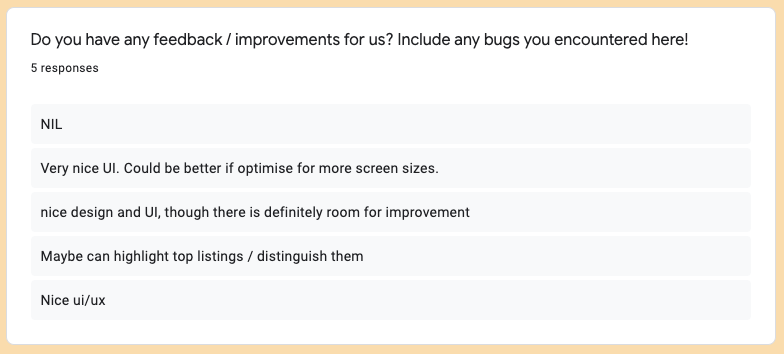 Do you have any feedback / improvements for us? Include any bugs you encountered here!
5 responses
NIL
Very nice UI. Could be better if optimise for more screen sizes.
nice design and UI, though there is definitely room for improvement
Maybe can highlight top listings / distinguish them
Nice ui/ux